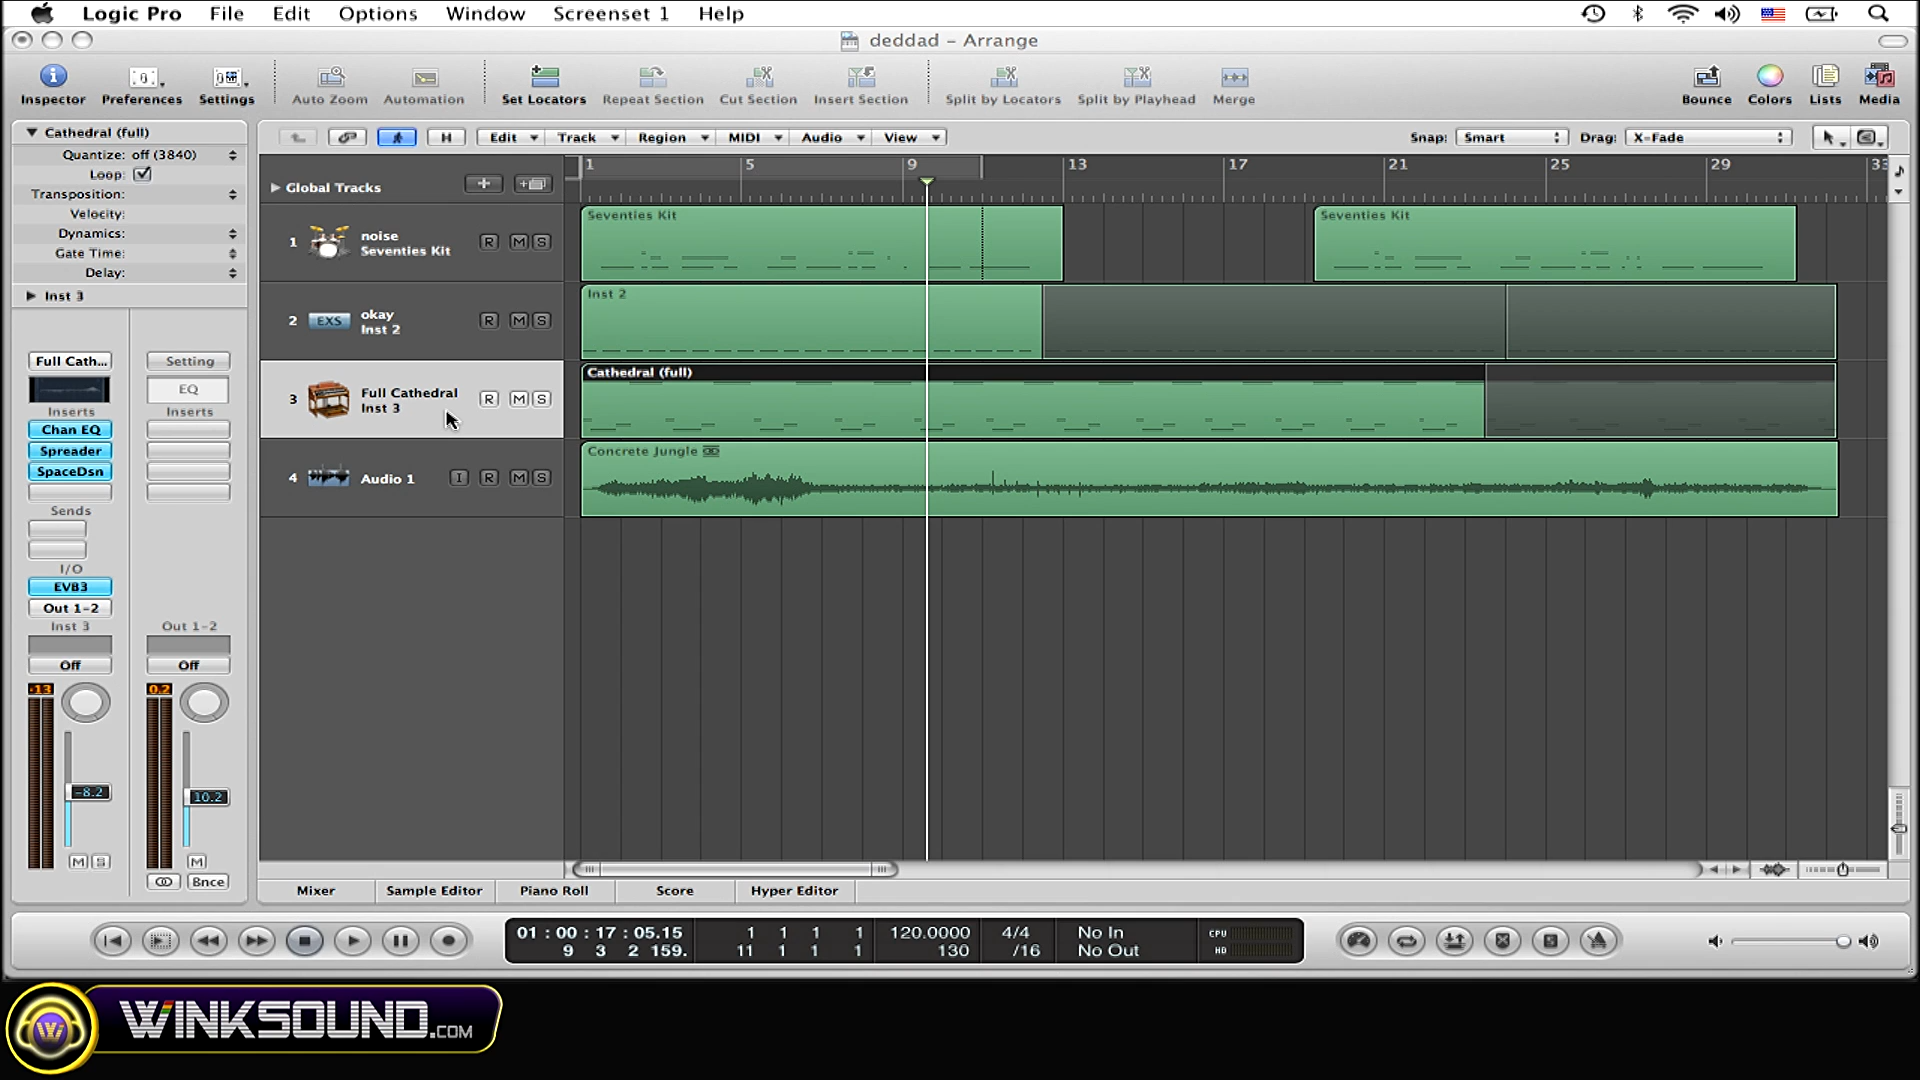 Logic Pro File Edit Options Window Screenset 1 Help
deddad – Arrange
Inspector Preferences Settings Auto Zoom Automation Set Locators Repeat Section Cut Section Insert Section Split by Locators Split by Playhead Merge Bounce Colors Lists Media
Cathedral (full)
Quantize: off (3840)
Loop:
Transposition:
Velocity:
Dynamics:
Gate Time:
Delay:
Inst 3
Full Cath... Setting
EQ
Inserts Inserts
Chan EQ
Spreader
SpaceDsn
Sends
I/O
EVB3
Out 1-2
Inst 3 Out 1-2
Off Off
-13 0.2
-8.2 10.2
M S M
Bnce
H Edit Track Region MIDI Audio View Snap: Smart Drag: X-Fade
Global Tracks
1 5 9 13 17 21 25 29 33
1 noise
Seventies Kit R M S
Seventies Kit Seventies Kit
2 EXS okay
Inst 2 R M S
Inst 2
3 Full Cathedral
Inst 3 R M S
Cathedral (full)
4 Audio 1 I R M S
Concrete Jungle
Mixer Sample Editor Piano Roll Score Hyper Editor
01 : 00 : 17 : 05.15 1 1 1 1 120.0000 4/4 No In CPU
9 3 2 159. 11 1 1 1 130 /16 No Out HD
W WINKSOUND.COM